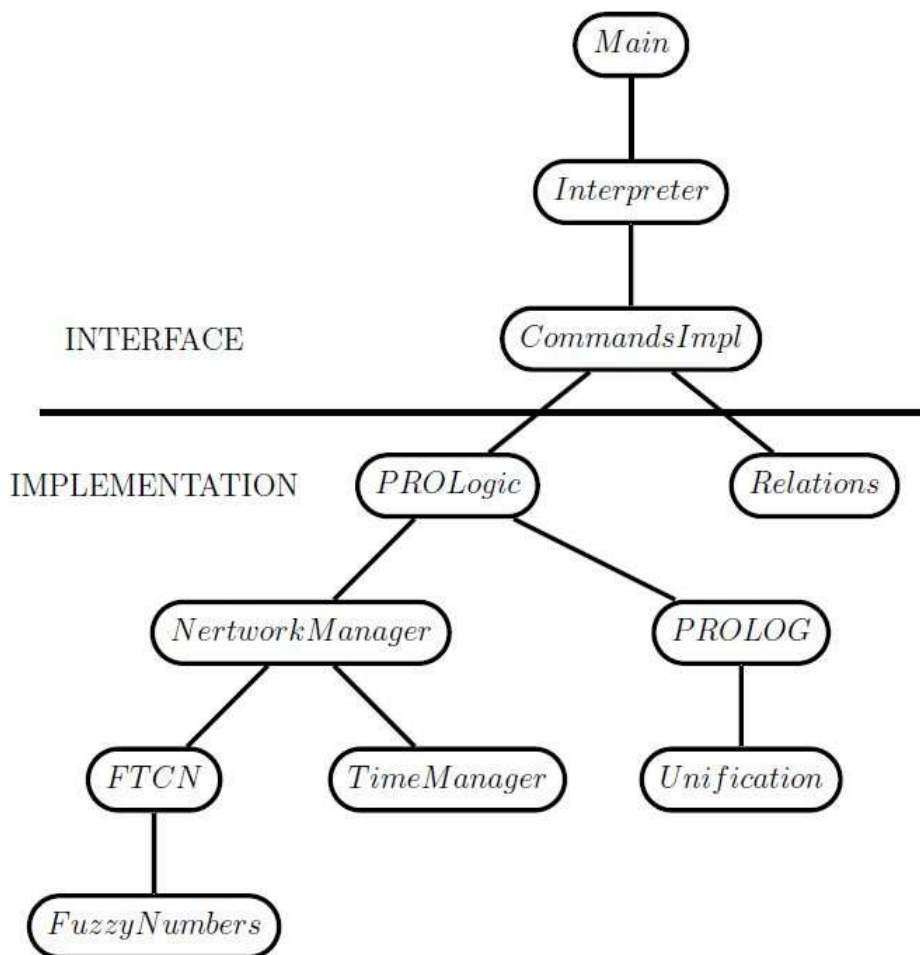 Main
Interpreter
INTERFACE
CommandsImpl
IMPLEMENTATION
PROLogic
Relations
NertworkManager
PROLOG
FTCN
TimeManager
Unification
FuzzyNumbers